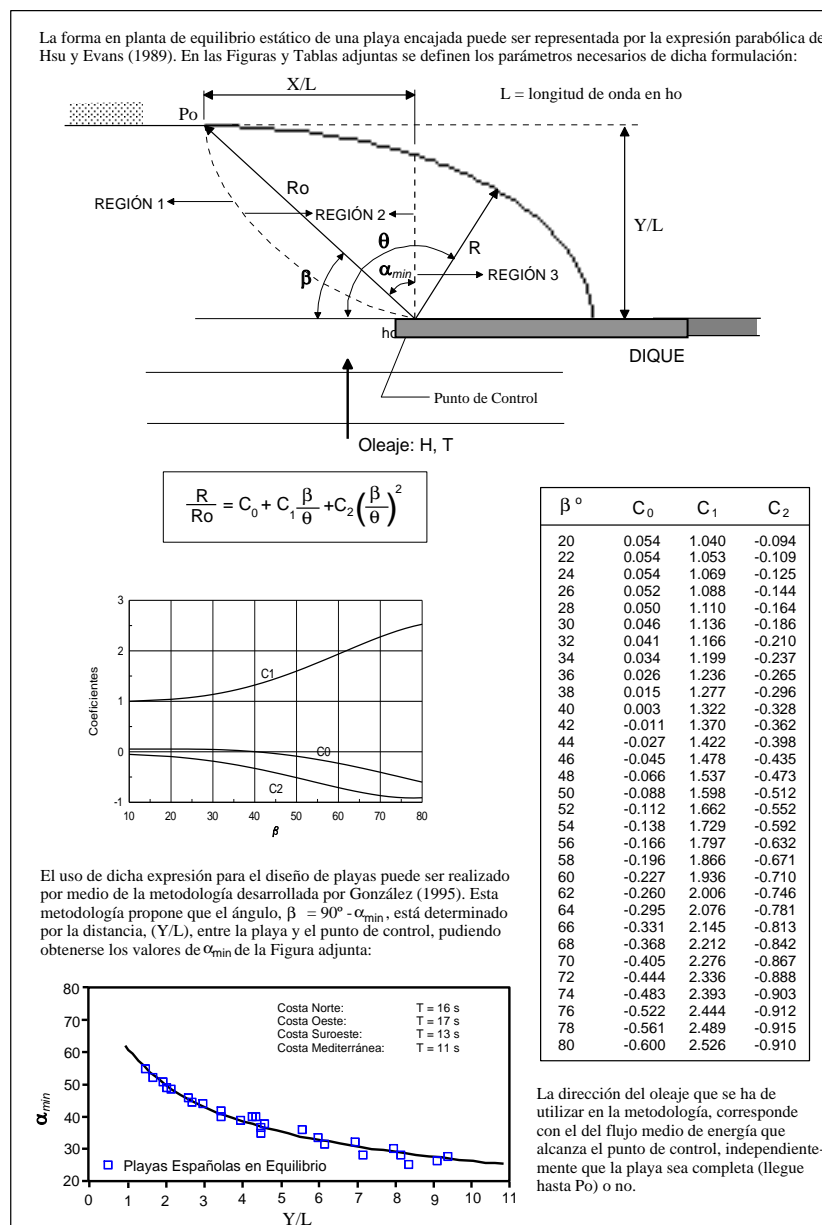 La forma en planta de equilibrio estático de una playa encajada puede ser representada por la expresión parabólica de
Hsu y Evans (1989). En las Figuras y Tablas adjuntas se definen los parámetros necesarios de dicha formulación:
X/L
L = longitud de onda en ho
Po
Ro
REGIÓN 1
REGIÓN 2
θ
Y/L
R
β
αmin
REGIÓN 3
ho
DIQUE
Punto de Control
Oleaje: H, T
R/Ro = C0 + C1 β/θ +C2 (β/θ)²
β º C0 C1 C2
20 0.054 1.040 -0.094
22 0.054 1.053 -0.109
24 0.054 1.069 -0.125
26 0.052 1.088 -0.144
28 0.050 1.110 -0.164
30 0.046 1.136 -0.186
32 0.041 1.166 -0.210
34 0.034 1.199 -0.237
36 0.026 1.236 -0.265
38 0.015 1.277 -0.296
40 0.003 1.322 -0.328
42 -0.011 1.370 -0.362
44 -0.027 1.422 -0.398
46 -0.045 1.478 -0.435
48 -0.066 1.537 -0.473
50 -0.088 1.598 -0.512
52 -0.112 1.662 -0.552
54 -0.138 1.729 -0.592
56 -0.166 1.797 -0.632
58 -0.196 1.866 -0.671
60 -0.227 1.936 -0.710
62 -0.260 2.006 -0.746
64 -0.295 2.076 -0.781
66 -0.331 2.145 -0.813
68 -0.368 2.212 -0.842
70 -0.405 2.276 -0.867
72 -0.444 2.336 -0.888
74 -0.483 2.393 -0.903
76 -0.522 2.444 -0.912
78 -0.561 2.489 -0.915
80 -0.600 2.526 -0.910
3
2
1
0
-1
Coeficientes
C1
C0
C2
10 20 30 40 50 60 70 80
β
El uso de dicha expresión para el diseño de playas puede ser realizado
por medio de la metodología desarrollada por González (1995). Esta
metodología propone que el ángulo, β = 90º - αmin, está determinado
por la distancia, (Y/L), entre la playa y el punto de control, pudiendo
obtenerse los valores de αmin de la Figura adjunta:
80
70
60
50
40
30
20
αmin
Costa Norte: T = 16 s
Costa Oeste: T = 17 s
Costa Suroeste: T = 13 s
Costa Mediterránea: T = 11 s
Playas Españolas en Equilibrio
0 1 2 3 4 5 6 7 8 9 10 11
Y/L
La dirección del oleaje que se ha de
utilizar en la metodología, corresponde
con el del flujo medio de energía que
alcanza el punto de control, independiente-
mente que la playa sea completa (llegue
hasta Po) o no.